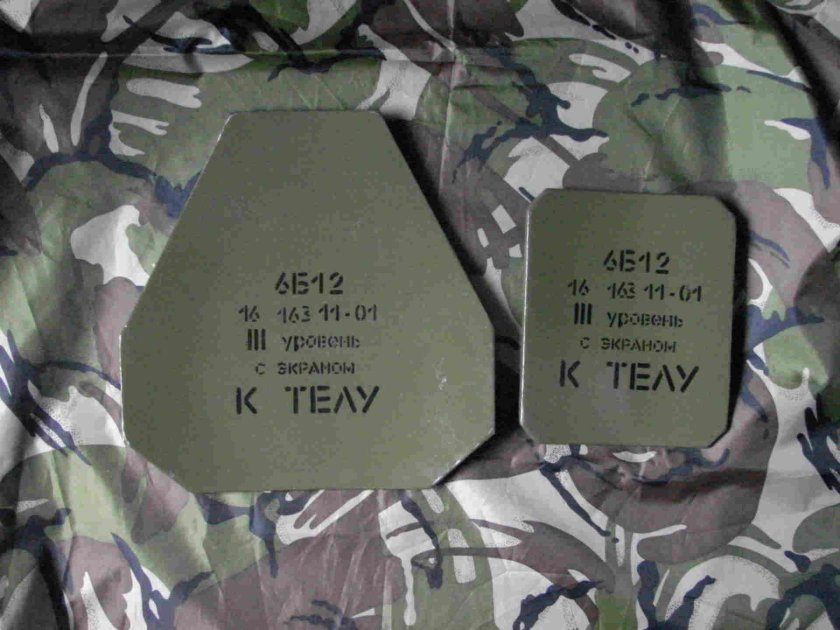 6Б12
16 163 11-01
III уровень
с экраном
К ТЕЛУ
6Б12
16 163 11-01
III уровень
с экраном
К ТЕЛУ